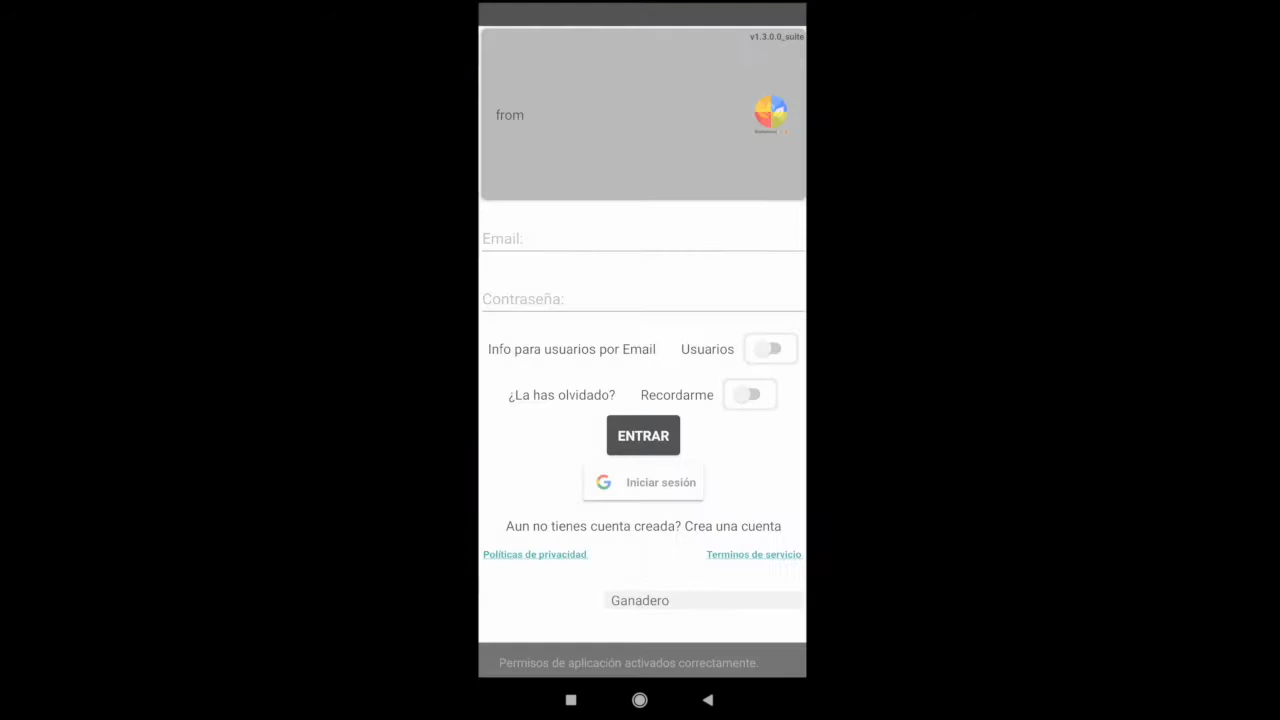 v1.3.0.0_suite
from
Email:
Contraseña:
Info para usuarios por Email Usuarios
¿La has olvidado? Recordarme
ENTRAR
Iniciar sesión
Aun no tienes cuenta creada? Crea una cuenta
Políticas de privacidad Terminos de servicio
Ganadero
Permisos de aplicación activados correctamente.